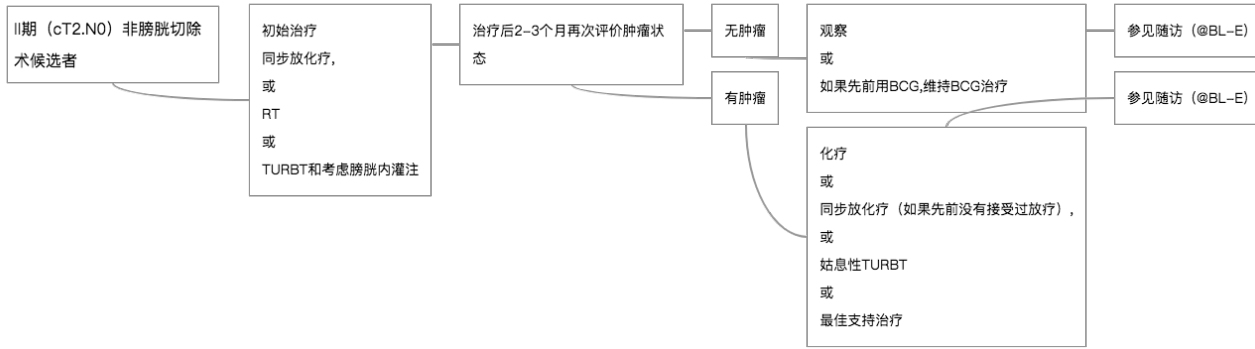 II期（cT2.N0）非膀胱切除
术候选者
初始治疗
同步放化疗，
或
RT
或
TURBT和考虑膀胱内灌注
治疗后2-3个月再次评价肿瘤状
态
无肿瘤
观察
或
如果先前用BCG,维持BCG治疗
参见随访（@BL-E）
有肿瘤
化疗
或
同步放化疗（如果先前没有接受过放疗）,
或
姑息性TURBT
或
最佳支持治疗
参见随访（@BL-E）